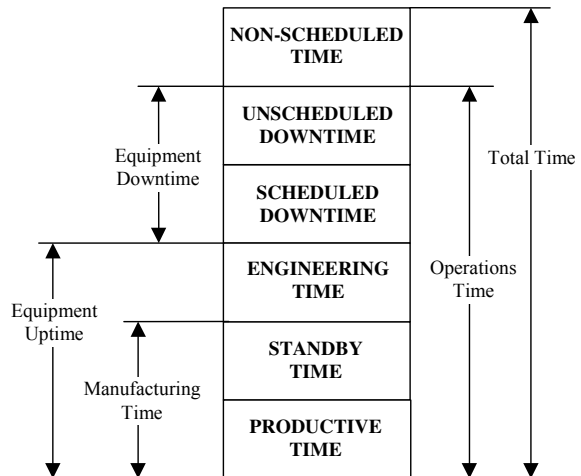 NON-SCHEDULED
TIME
UNSCHEDULED
DOWNTIME
Equipment
Downtime
Total Time
SCHEDULED
DOWNTIME
ENGINEERING
TIME
Operations
Time
Equipment
Uptime
STANDBY
TIME
Manufacturing
Time
PRODUCTIVE
TIME